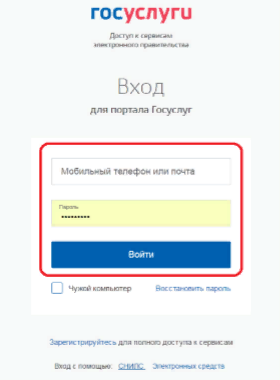 госуслуги
Доступ к сервисам
электронного правительства
Вход
для портала Госуслуг
Мобильный телефон или почта
Пароль
•••••••••
Войти
Чужой компьютер Восстановить пароль
Зарегистрируйтесь для полного доступа к сервисам
Вход с помощью: СНИЛС Электронных средств